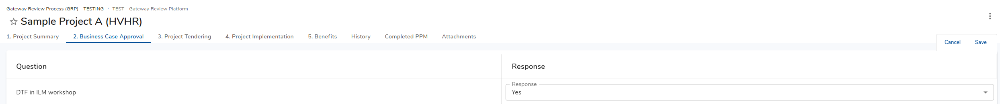 Gateway Review Process (GRP) - TESTING › TEST - Gateway Review Platform
Sample Project A (HVHR)
1. Project Summary 2. Business Case Approval 3. Project Tendering 4. Project Implementation 5. Benefits History Completed PPM Attachments
Cancel Save
Question Response
Response
DTF in ILM workshop Yes